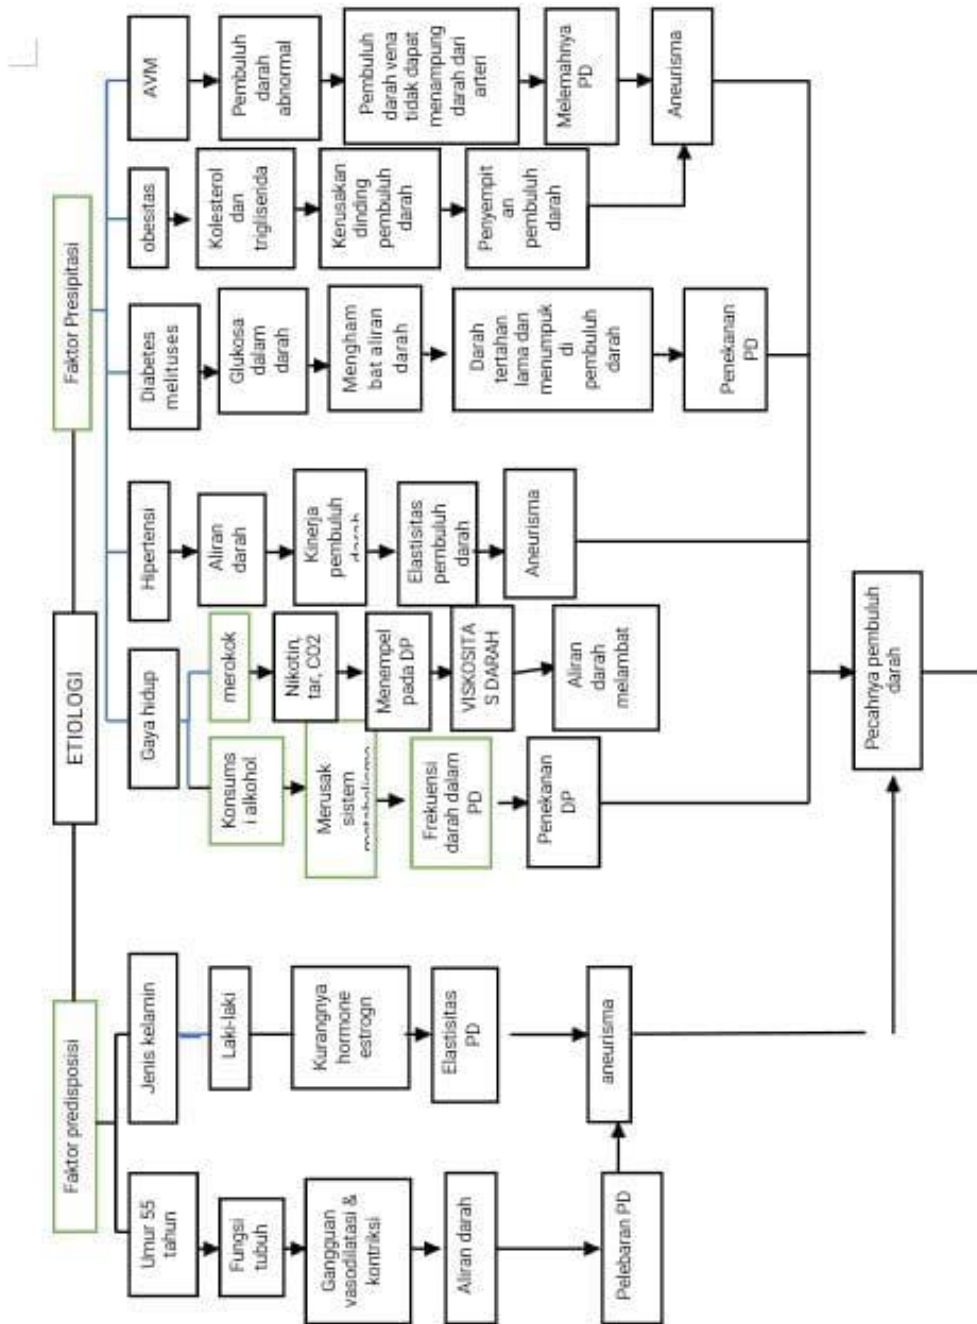 ETIOLOGI
Faktor predisposisi
Faktor Presipitasi
Umur 55
tahun
Jenis kelamin
Gaya hidup
Hipertensi
Diabetes
melituses
obesitas
AVM
Fungsi
tubuh
Gangguan
vasodilatasi &
kontriksi
Aliran darah
Pelebaran PD
Laki-laki
Kurangnya
hormone
estrogn
Elastisitas
PD
aneurisma
Konsums
i alkohol
Merusak
sistem
Frekuensi
darah dalam
PD
Penekanan
DP
merokok
Nikotin,
tar, CO2
Menempel
pada DP
VISKOSITA
S DARAH
Aliran
darah
melambat
Aliran
darah
Kinerja
pembuluh
darah
Elastisitas
pembuluh
darah
Aneurisma
Glukosa
dalam
darah
Mengham
bat aliran
darah
Darah
tertahan
lama dan
menumpuk
di
pembuluh
darah
Penekanan
PD
Kolesterol
dan
triglisenda
Kerusakan
dinding
pembuluh
darah
Penyempit
an
pembuluh
darah
Pembuluh
darah
abnormal
Pembuluh
darah vena
tidak dapat
menampung
darah dari
arteri
Melemahnya
PD
Aneurisma
Pecahnya pembuluh
darah